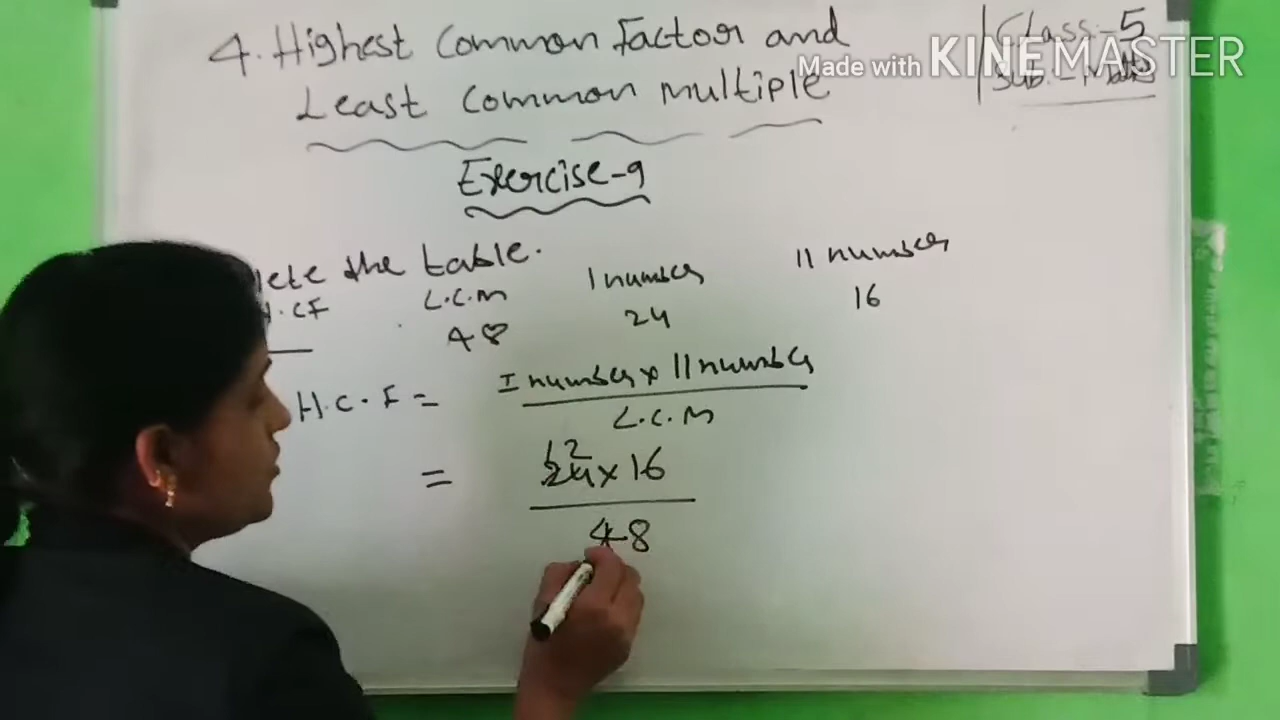 4. Highest Common Factor and
Least Common multiple
Class-5
Sub.-Maths
Made with KINEMASTER
Exercise-9
the table.
L.C.M I number II number
48 24 16
H.C.F = I number x II number
L.C.M
= 24 x 16
12
48